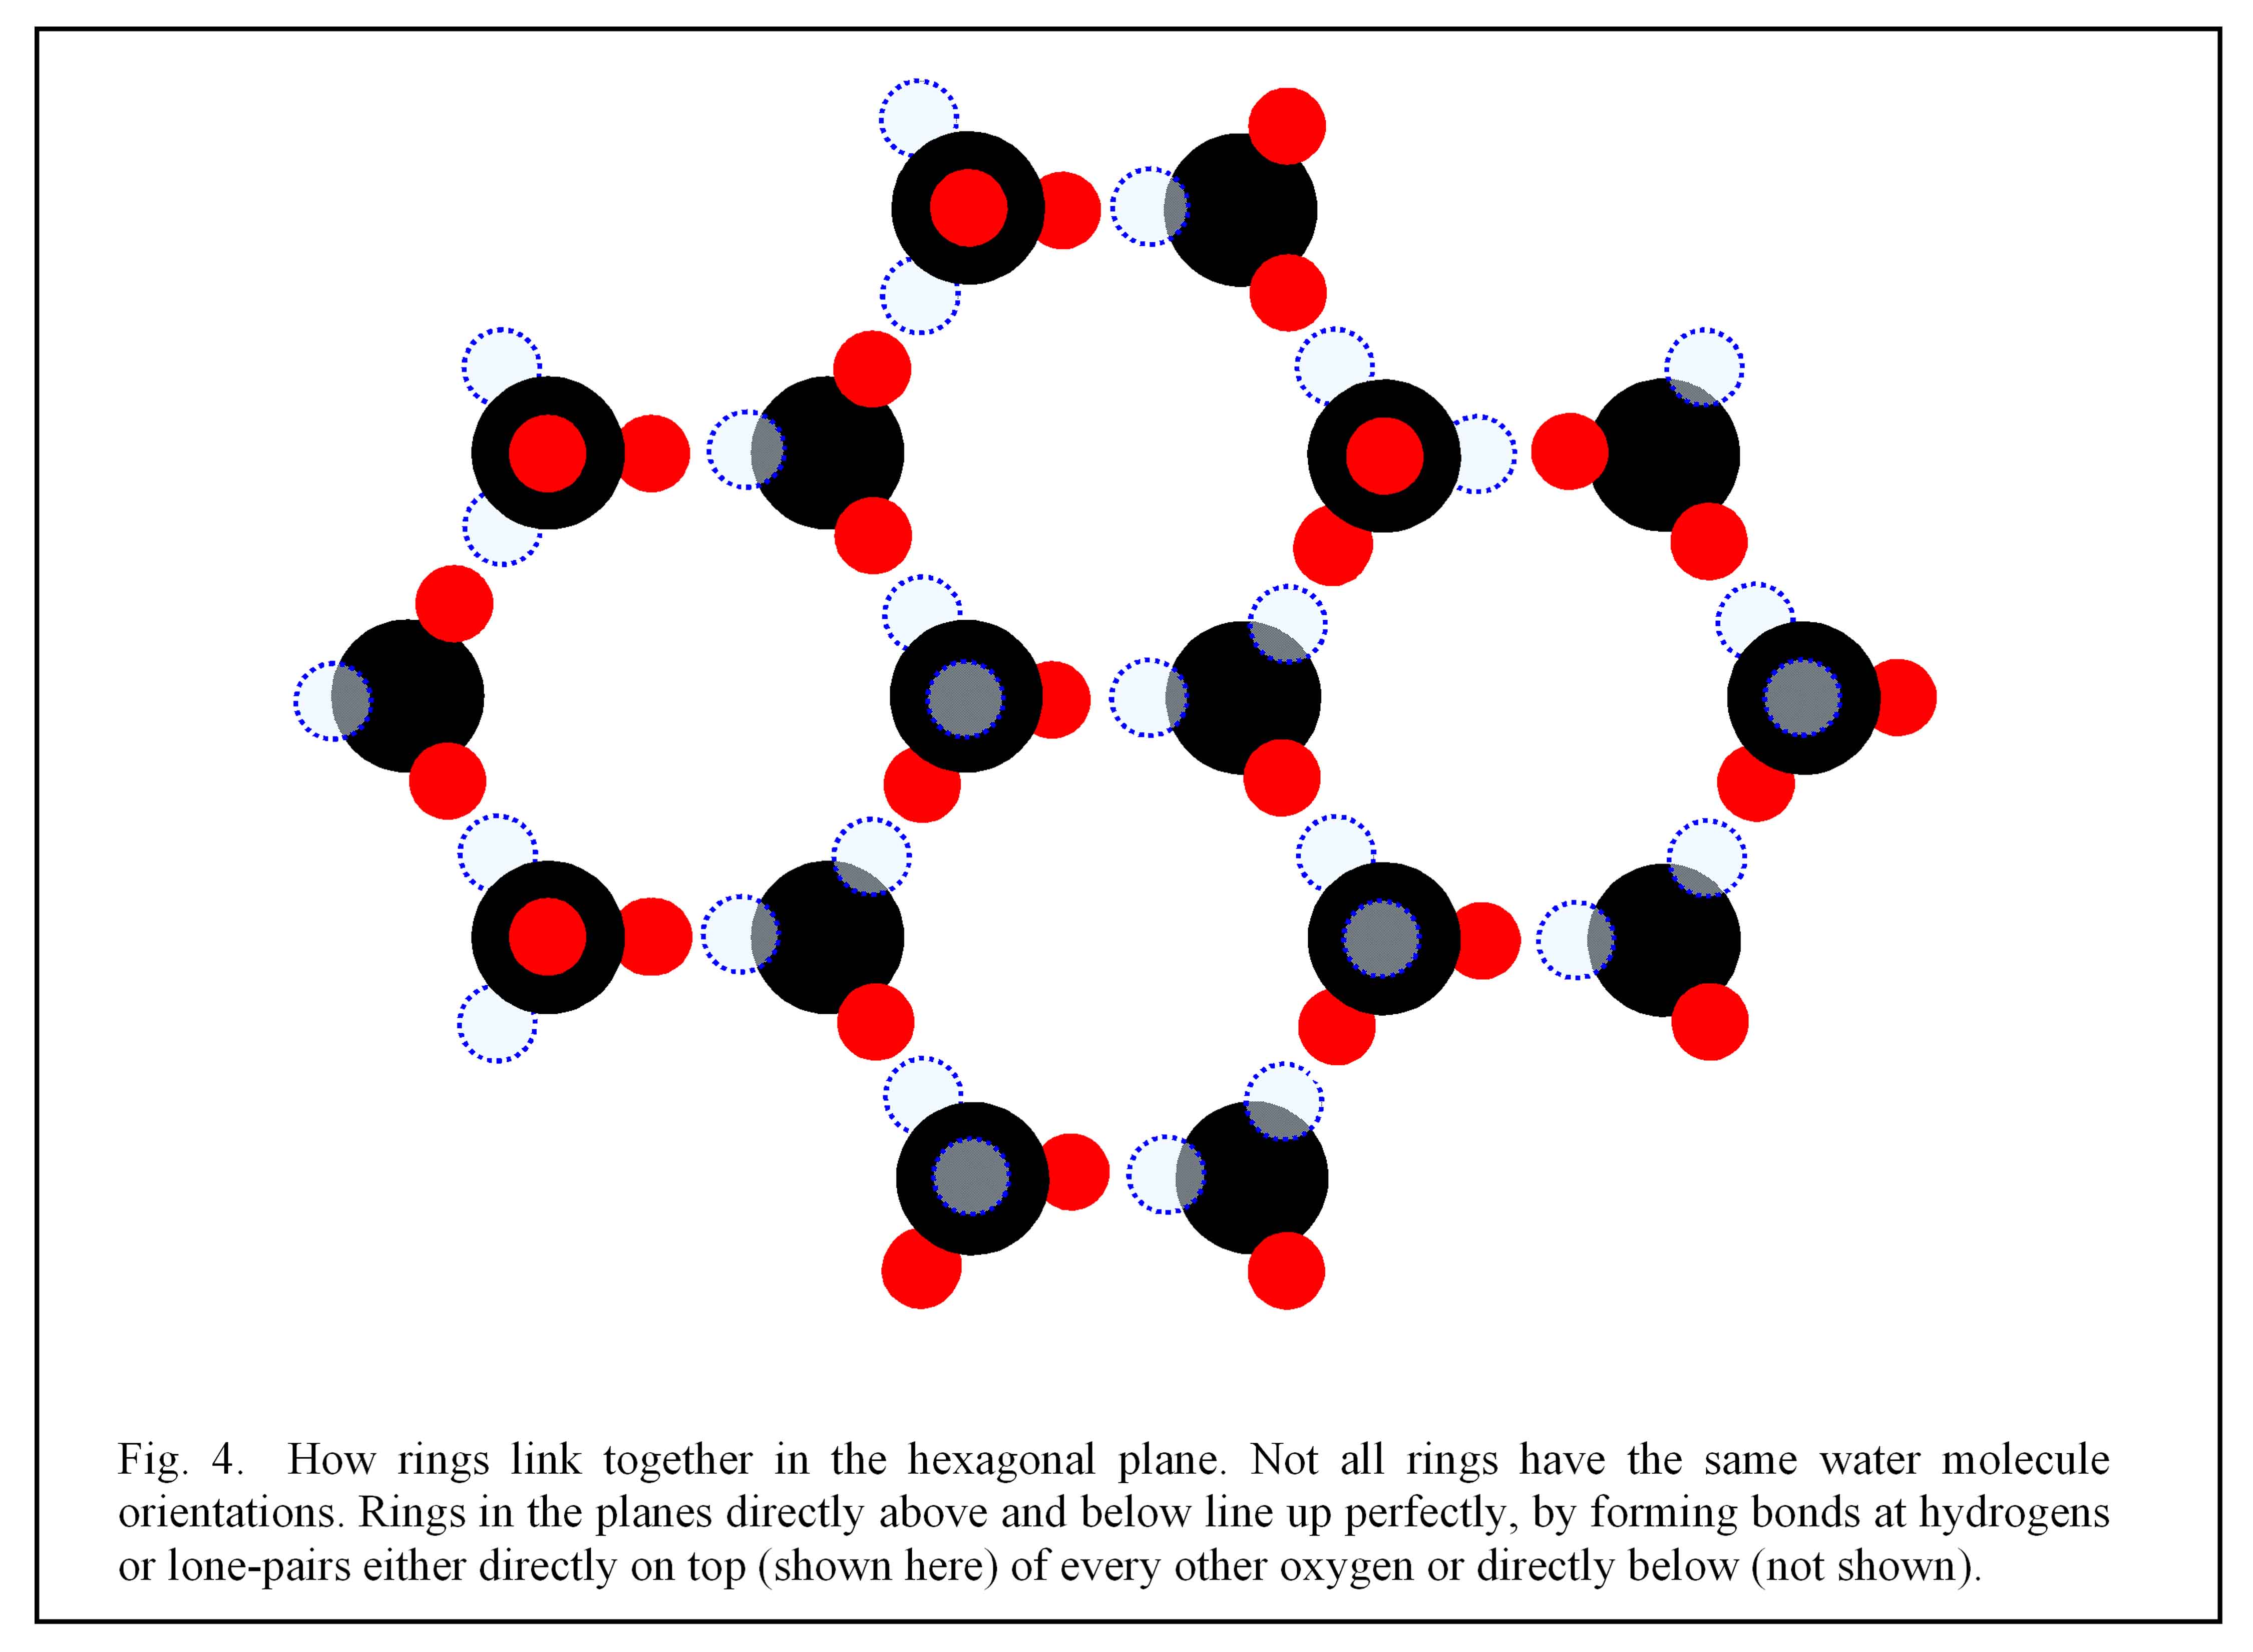 Fig. 4. How rings link together in the hexagonal plane. Not all rings have the same water molecule
orientations. Rings in the planes directly above and below line up perfectly, by forming bonds at hydrogens
or lone-pairs either directly on top (shown here) of every other oxygen or directly below (not shown).